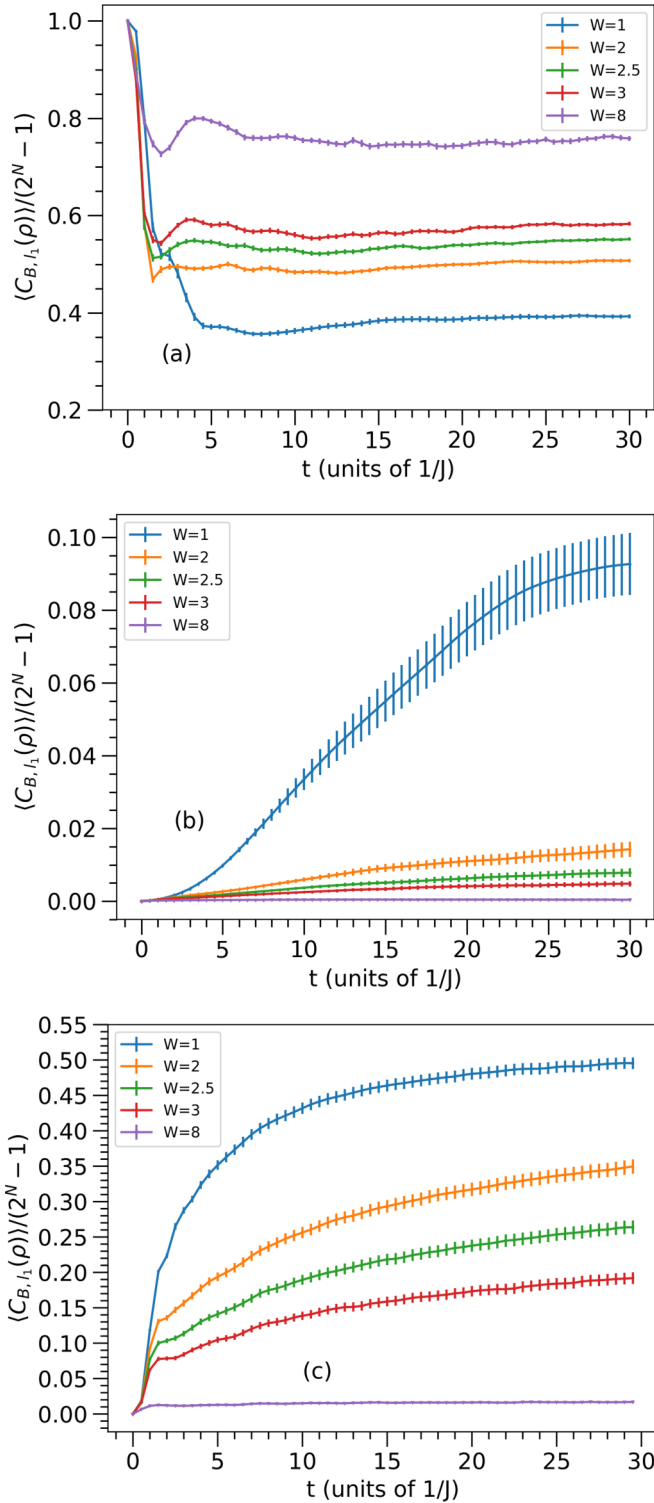 1.0
0.8
0.6
0.4
0.2
⟨C_{B, l_1}(ρ)⟩/(2^N − 1)
W=1
W=2
W=2.5
W=3
W=8
(a)
0 5 10 15 20 25 30
t (units of 1/J)
0.10
0.08
0.06
0.04
0.02
0.00
⟨C_{B, l_1}(ρ)⟩/(2^N − 1)
W=1
W=2
W=2.5
W=3
W=8
(b)
0 5 10 15 20 25 30
t (units of 1/J)
0.55
0.50
0.45
0.40
0.35
0.30
0.25
0.20
0.15
0.10
0.05
0.00
⟨C_{B, l_1}(ρ)⟩/(2^N − 1)
W=1
W=2
W=2.5
W=3
W=8
(c)
0 5 10 15 20 25 30
t (units of 1/J)